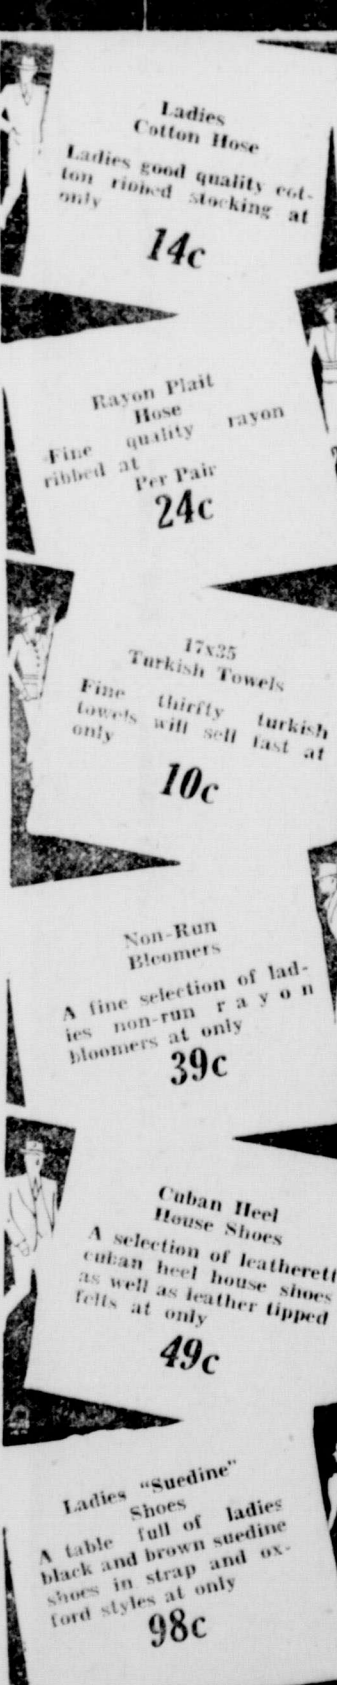 Ladies
Cotton Hose
Ladies good quality cot-
ton ribbed stocking at
only
14c
Rayon Plait
Hose
Fine quality rayon
ribbed at
Per Pair
24c
17x35
Turkish Towels
Fine thirfty turkish
towels will sell fast at
only
10c
Non-Run
Bloomers
A fine selection of lad-
ies non-run rayon
bloomers at only
39c
Cuban Heel
House Shoes
A selection of leatherett
cuban heel house shoes
as well as leather tipped
felts at only
49c
Ladies "Suedine"
Shoes
A table full of ladies
black and brown suedine
shoes in strap and ox-
ford styles at only
98c